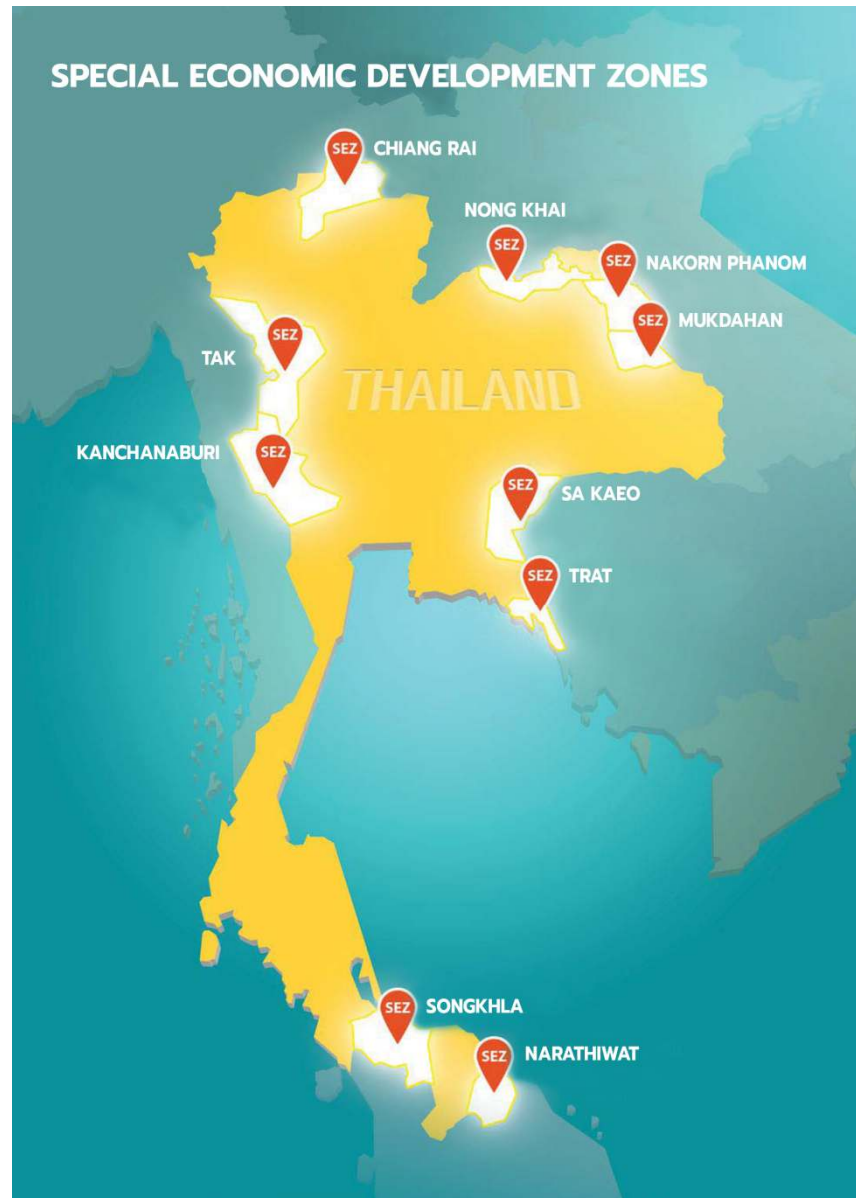 SPECIAL ECONOMIC DEVELOPMENT ZONES
SEZ CHIANG RAI
NONG KHAI
SEZ
SEZ NAKORN PHANOM
SEZ MUKDAHAN
SEZ
TAK
THAILAND
KANCHANABURI
SEZ
SEZ SA KAEO
SEZ TRAT
SEZ SONGKHLA
SEZ NARATHIWAT